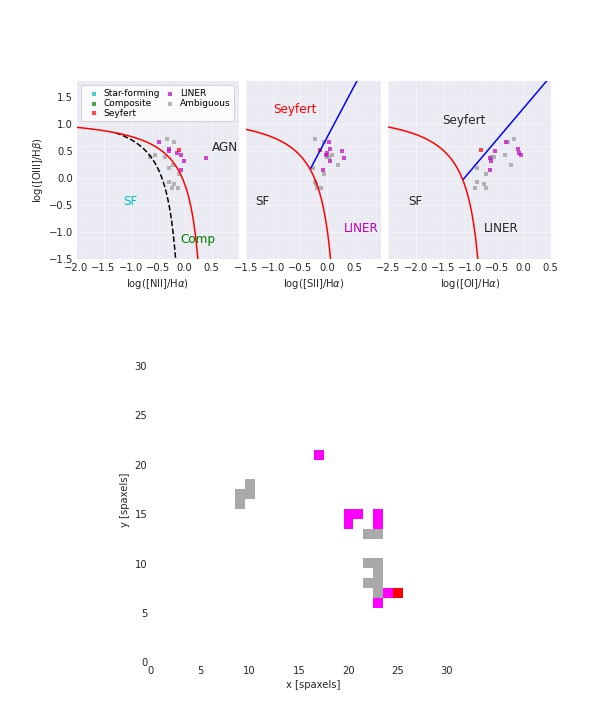 Star-forming
Composite
Seyfert
LINER
Ambiguous
AGN
SF
Comp
Seyfert
SF
LINER
Seyfert
SF
LINER
1.5
1.0
0.5
0.0
−0.5
−1.0
−1.5
log([OIII]/Hβ)
−2.0 −1.5 −1.0 −0.5 0.0 0.5
−1.0 −0.5 0.0 0.5
−2.5 −2.0 −1.5 −1.0 −0.5 0.0 0.5
log([NII]/Hα)
log([SII]/Hα)
log([OI]/Hα)
30
25
20
15
10
5
0
y [spaxels]
0 5 10 15 20 25 30
x [spaxels]